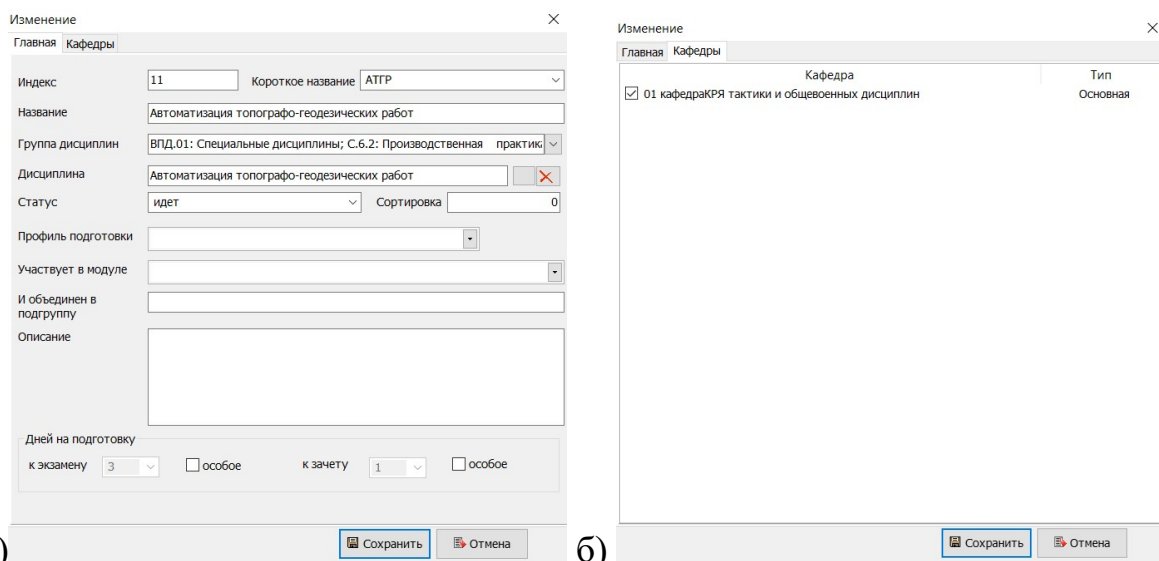 Изменение
Главная Кафедры
Индекс 11 Короткое название АТГР
Название Автоматизация топографо-геодезических работ
Группа дисциплин ВПД.01: Специальные дисциплины; С.6.2: Производственная практик
Дисциплина Автоматизация топографо-геодезических работ
Статус идет Сортировка 0
Профиль подготовки
Участвует в модуле
И объединен в
подгруппу
Описание
Дней на подготовку
к экзамену 3 особое к зачету 1 особое
Сохранить Отмена
)
Изменение
Главная Кафедры
Кафедра Тип
01 кафедраКРЯ тактики и общевоенных дисциплин Основная
Сохранить Отмена
б)